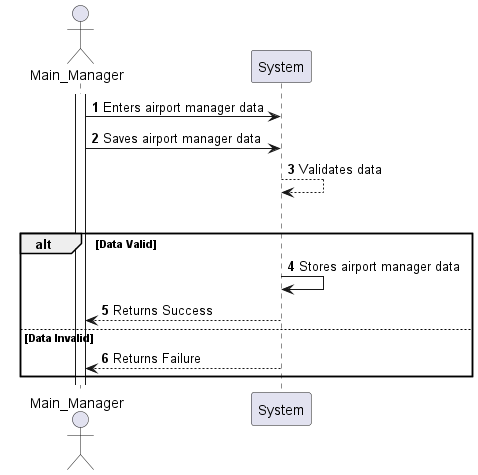 Main_Manager
System
1 Enters airport manager data
2 Saves airport manager data
3 Validates data
alt [Data Valid]
4 Stores airport manager data
5 Returns Success
[Data Invalid]
6 Returns Failure
Main_Manager
System